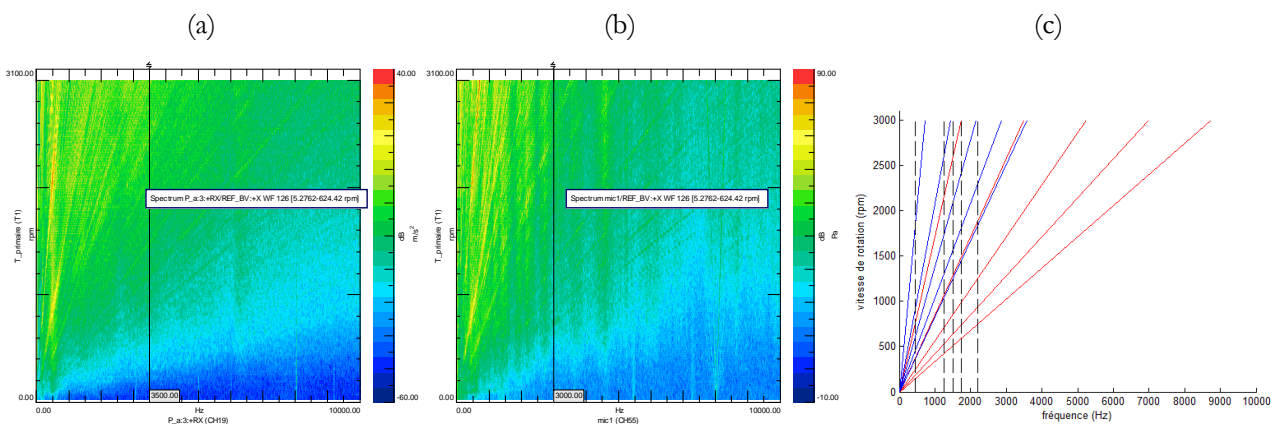 (a) (b) (c)
3100.00
T_primaire (T1)
rpm
0.00
0.00
Hz
10000.00
3500.00
P_a:3:+RX (CH19)
Spectrum P_a:3:+RX/REF_BV:+X WF 126 [5.2762-624.42 rpm]
40.00
dB
m/s²
-60.00
3100.00
T_primaire (T1)
rpm
0.00
0.00
Hz
10000.00
3000.00
mic1 (CH55)
Spectrum mic1/REF_BV:+X WF 126 [5.2762-624.42 rpm]
90.00
dB
Pa
-10.00
3000
2500
2000
1500
1000
500
0
vitesse de rotation (rpm)
0 1000 2000 3000 4000 5000 6000 7000 8000 9000 10000
fréquence (Hz)